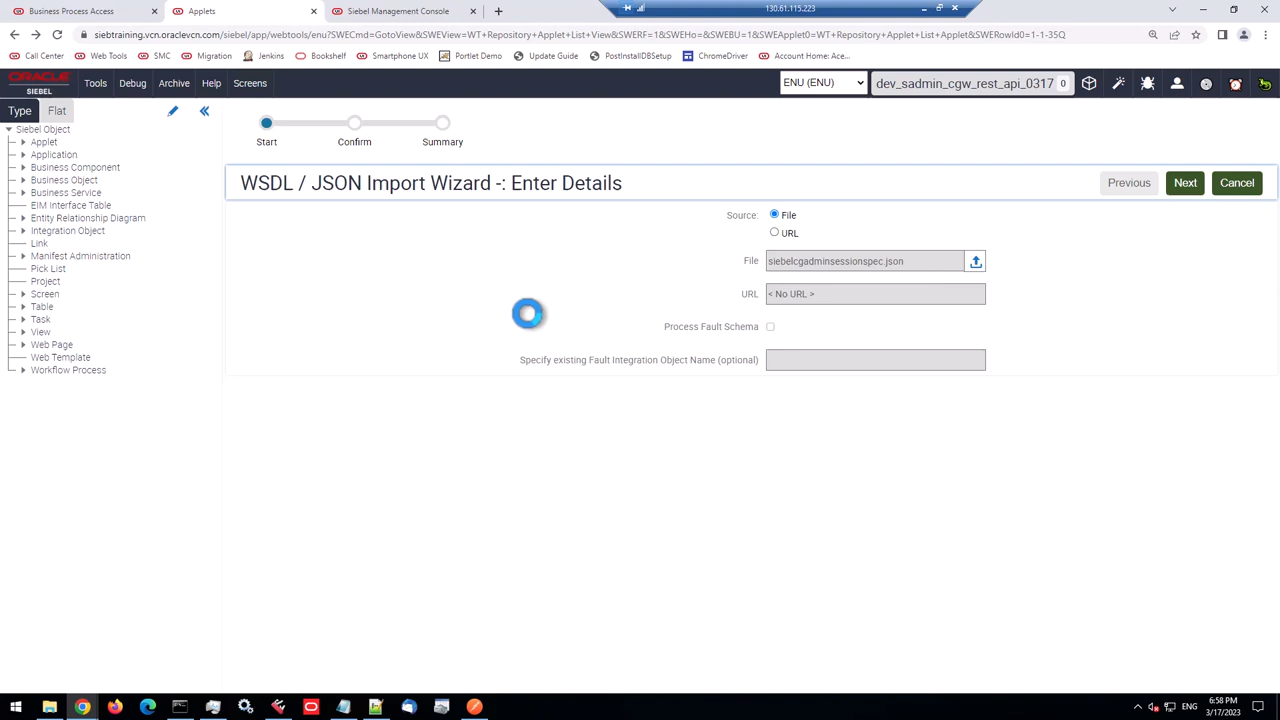 Business Process Access
Applets
Siebel Management Console
130.61.115.223
siebtraining.vcn.oraclevcn.com/siebel/app/webtools/enu?SWECmd=GotoView&SWEView=WT+Repository+Applet+List+View&SWERF=1&SWEHo=&SWEBU=1&SWEApplet0=WT+Repository+Applet+List+Applet&SWERowId0=1-1-35Q
Call Center
Web Tools
SMC
Migration
Jenkins
Bookshelf
Smartphone UX
Portlet Demo
Update Guide
PostInstallDBSetup
ChromeDriver
Account Home: Ace...
ORACLE
SIEBEL
Tools
Debug
Archive
Help
Screens
ENU (ENU)
dev_sadmin_cgw_rest_api_0317
0
Type
Flat
Siebel Object
Applet
Application
Business Component
Business Object
Business Service
EIM Interface Table
Entity Relationship Diagram
Integration Object
Link
Manifest Administration
Pick List
Project
Screen
Table
Task
View
Web Page
Web Template
Workflow Process
Start
Confirm
Summary
WSDL / JSON Import Wizard -: Enter Details
Previous
Next
Cancel
Source:
File
URL
File
siebelcgadminsessionspec.json
URL
< No URL >
Process Fault Schema
Specify existing Fault Integration Object Name (optional)
6:58 PM
3/17/2023